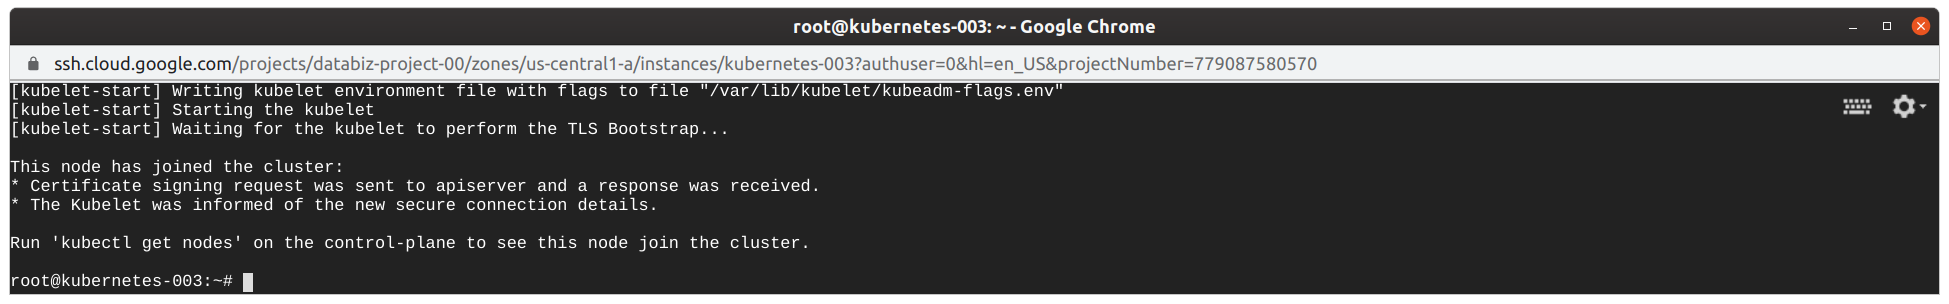 root@kubernetes-003: ~ - Google Chrome
ssh.cloud.google.com/projects/databiz-project-00/zones/us-central1-a/instances/kubernetes-003?authuser=0&hl=en_US&projectNumber=779087580570
[kubelet-start] Writing kubelet environment file with flags to file "/var/lib/kubelet/kubeadm-flags.env"
[kubelet-start] Starting the kubelet
[kubelet-start] Waiting for the kubelet to perform the TLS Bootstrap...
This node has joined the cluster:
* Certificate signing request was sent to apiserver and a response was received.
* The Kubelet was informed of the new secure connection details.
Run 'kubectl get nodes' on the control-plane to see this node join the cluster.
root@kubernetes-003:~#